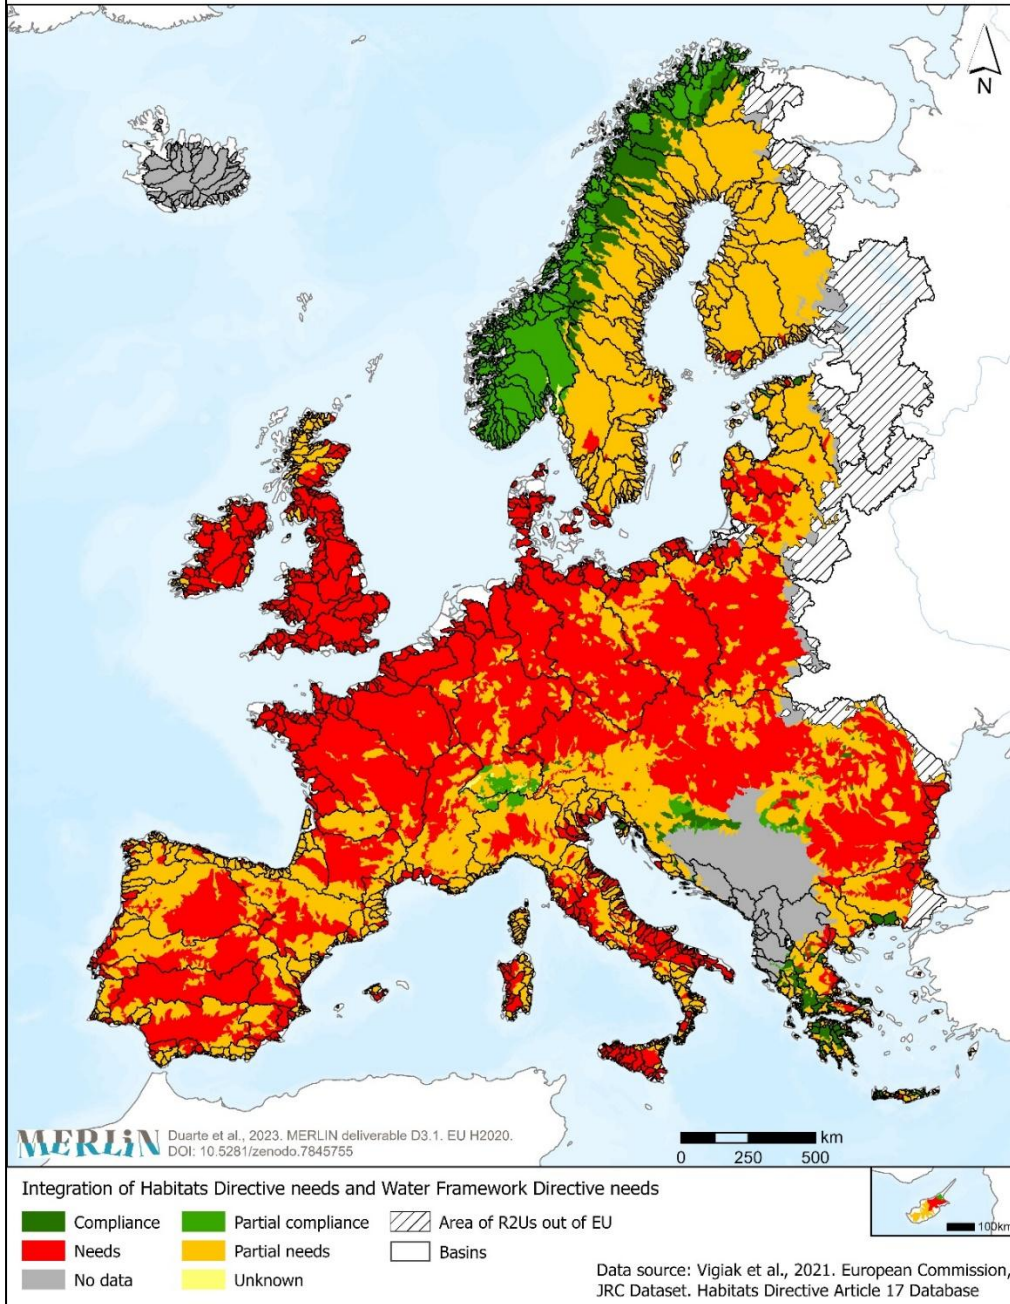 N
MERLiN
Duarte et al., 2023. MERLIN deliverable D3.1. EU H2020.
DOI: 10.5281/zenodo.7845755
km
0 250 500
Integration of Habitats Directive needs and Water Framework Directive needs
Compliance Partial compliance Area of R2Us out of EU
Needs Partial needs Basins
No data Unknown
100km
Data source: Vigiak et al., 2021. European Commission,
JRC Dataset. Habitats Directive Article 17 Database